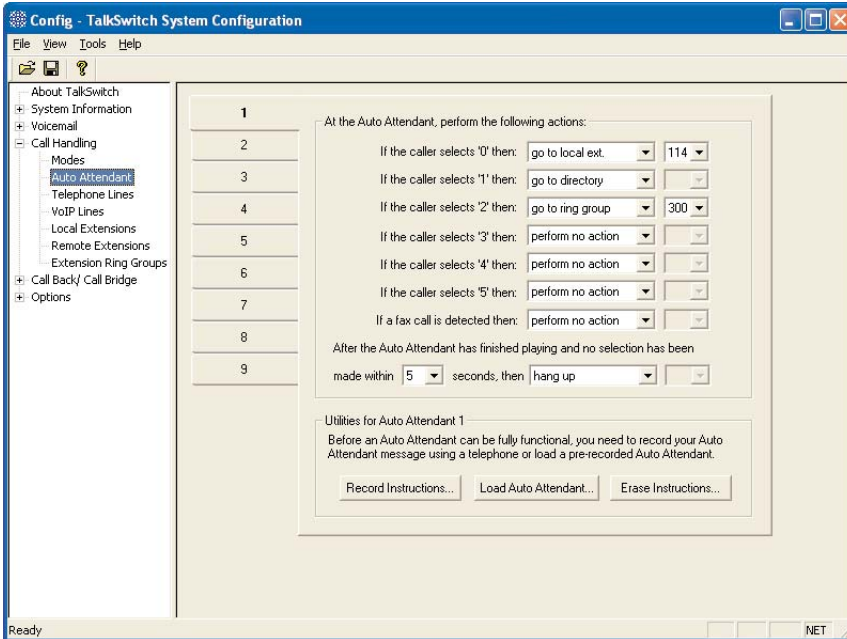 Config - TalkSwitch System Configuration
File View Tools Help
About TalkSwitch
System Information
Voicemail
Call Handling
Modes
Auto Attendant
Telephone Lines
VoIP Lines
Local Extensions
Remote Extensions
Extension Ring Groups
Call Back/ Call Bridge
Options
1
2
3
4
5
6
7
8
9
At the Auto Attendant, perform the following actions:
If the caller selects '0' then: go to local ext. 114
If the caller selects '1' then: go to directory
If the caller selects '2' then: go to ring group 300
If the caller selects '3' then: perform no action
If the caller selects '4' then: perform no action
If the caller selects '5' then: perform no action
If a fax call is detected then: perform no action
After the Auto Attendant has finished playing and no selection has been
made within 5 seconds, then hang up
Utilities for Auto Attendant 1
Before an Auto Attendant can be fully functional, you need to record your Auto
Attendant message using a telephone or load a pre-recorded Auto Attendant.
Record Instructions... Load Auto Attendant... Erase Instructions...
Ready NET